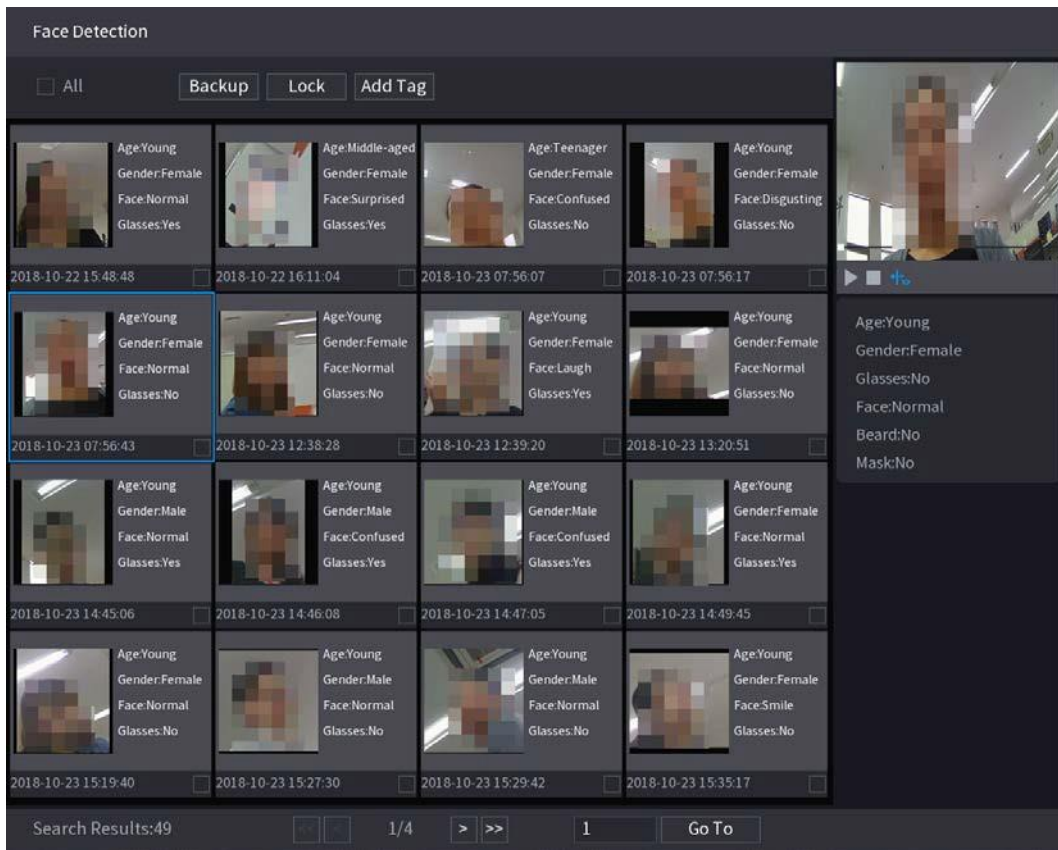 Face Detection
All Backup Lock Add Tag
Age:Young
Gender:Female
Face:Normal
Glasses:Yes
2018-10-22 15:48:48
Age:Middle-aged
Gender:Female
Face:Surprised
Glasses:Yes
2018-10-22 16:11:04
Age:Teenager
Gender:Female
Face:Confused
Glasses:No
2018-10-23 07:56:07
Age:Young
Gender:Female
Face:Disgusting
Glasses:No
2018-10-23 07:56:17
Age:Young
Gender:Female
Face:Normal
Glasses:No
2018-10-23 07:56:43
Age:Young
Gender:Female
Face:Normal
Glasses:No
2018-10-23 12:38:28
Age:Young
Gender:Female
Face:Laugh
Glasses:Yes
2018-10-23 12:39:20
Age:Young
Gender:Female
Face:Normal
Glasses:No
2018-10-23 13:20:51
Age:Young
Gender:Male
Face:Normal
Glasses:Yes
2018-10-23 14:45:06
Age:Young
Gender:Male
Face:Confused
Glasses:Yes
2018-10-23 14:46:08
Age:Young
Gender:Male
Face:Confused
Glasses:Yes
2018-10-23 14:47:05
Age:Young
Gender:Female
Face:Normal
Glasses:Yes
2018-10-23 14:49:45
Age:Young
Gender:Female
Face:Normal
Glasses:No
2018-10-23 15:19:40
Age:Young
Gender:Male
Face:Normal
Glasses:No
2018-10-23 15:27:30
Age:Young
Gender:Male
Face:Normal
Glasses:No
2018-10-23 15:29:42
Age:Young
Gender:Female
Face:Smile
Glasses:No
2018-10-23 15:35:17
Age:Young
Gender:Female
Glasses:No
Face:Normal
Beard:No
Mask:No
Search Results:49 << < 1/4 > >> 1 Go To